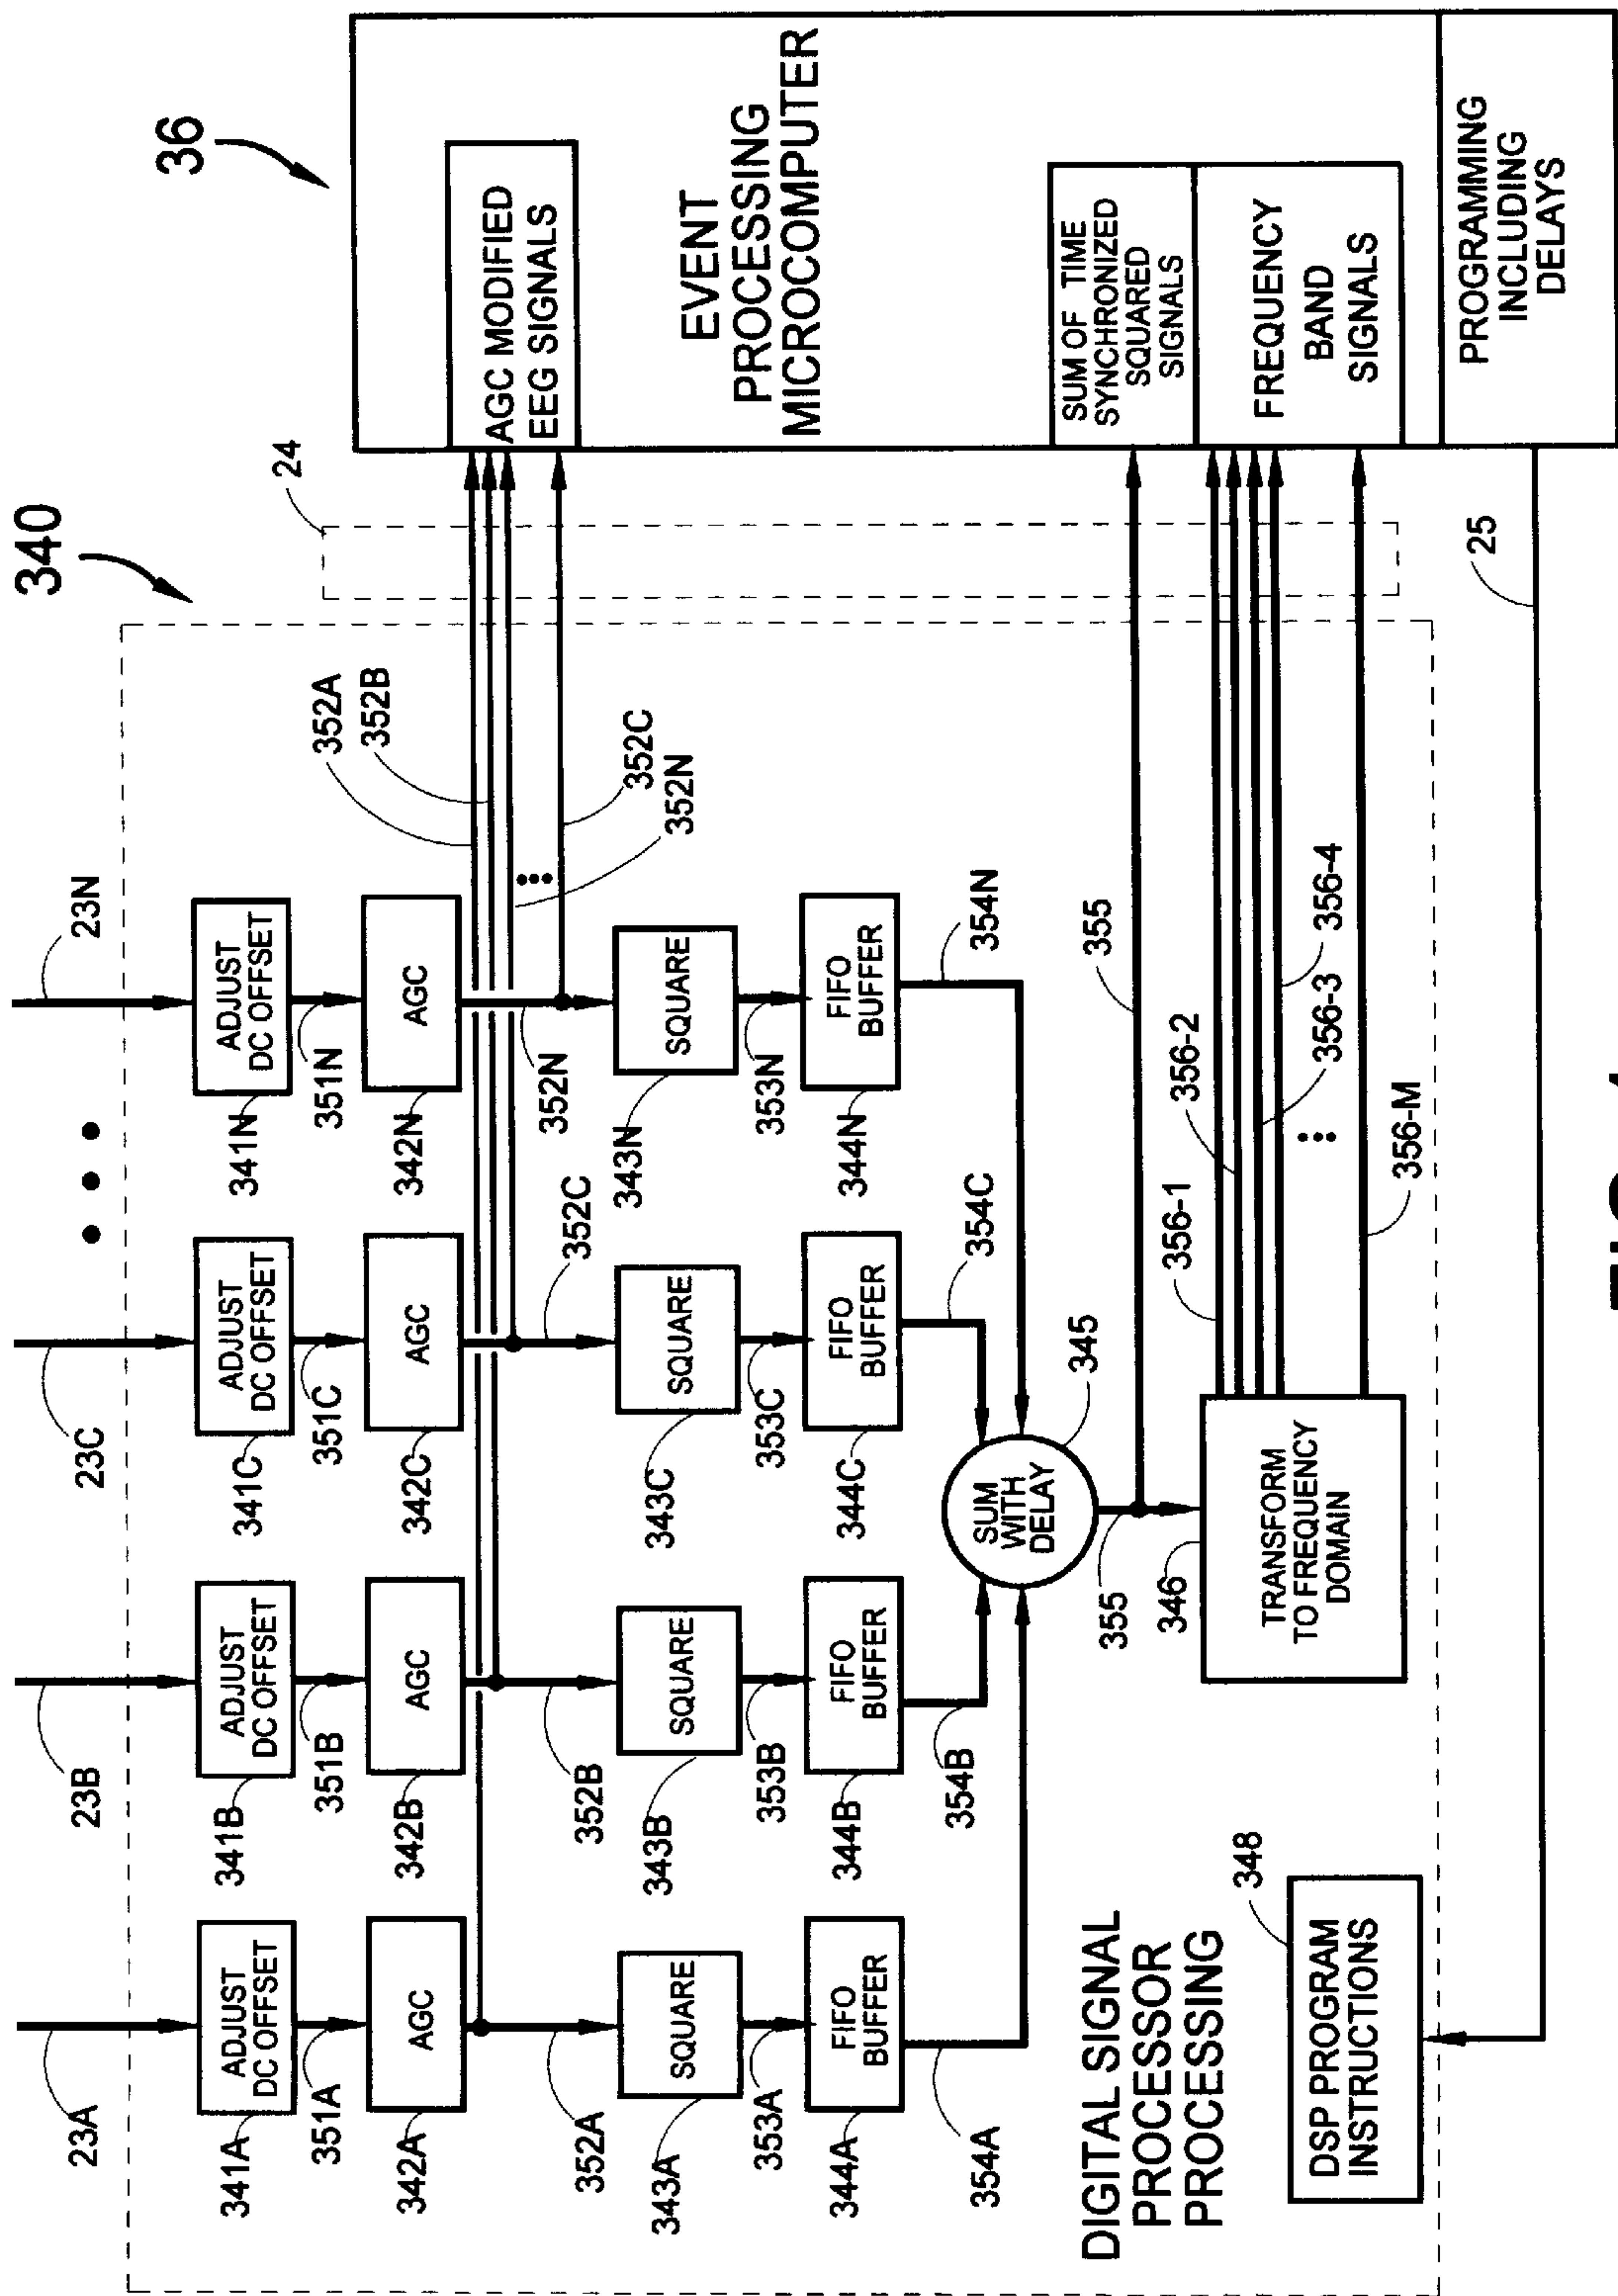 340
36
24
23A
23B
23C
• • •
23N
ADJUST
DC OFFSET
ADJUST
DC OFFSET
ADJUST
DC OFFSET
ADJUST
DC OFFSET
341A
341B
341C
341N
351A
351B
351C
351N
AGC
AGC
AGC
AGC
342A
342B
342C
342N
352A
352B
352C
352N
352A
352B
352C
352N
•••
SQUARE
SQUARE
SQUARE
SQUARE
343A
343B
343C
343N
353A
353B
353C
353N
FIFO
BUFFER
FIFO
BUFFER
FIFO
BUFFER
FIFO
BUFFER
344A
344B
344C
344N
354A
354B
354C
354N
SUM
WITH
DELAY
345
355
355
346
TRANSFORM
TO FREQUENCY
DOMAIN
356-1
356-2
356-3
356-4
•••
356-M
DIGITAL SIGNAL
PROCESSOR
PROCESSING
DSP PROGRAM
INSTRUCTIONS
348
25
AGC MODIFIED
EEG SIGNALS
EVENT
PROCESSING
MICROCOMPUTER
SUM OF TIME
SYNCHRONIZED
SQUARED
SIGNALS
FREQUENCY
BAND
SIGNALS
PROGRAMMING
INCLUDING
DELAYS